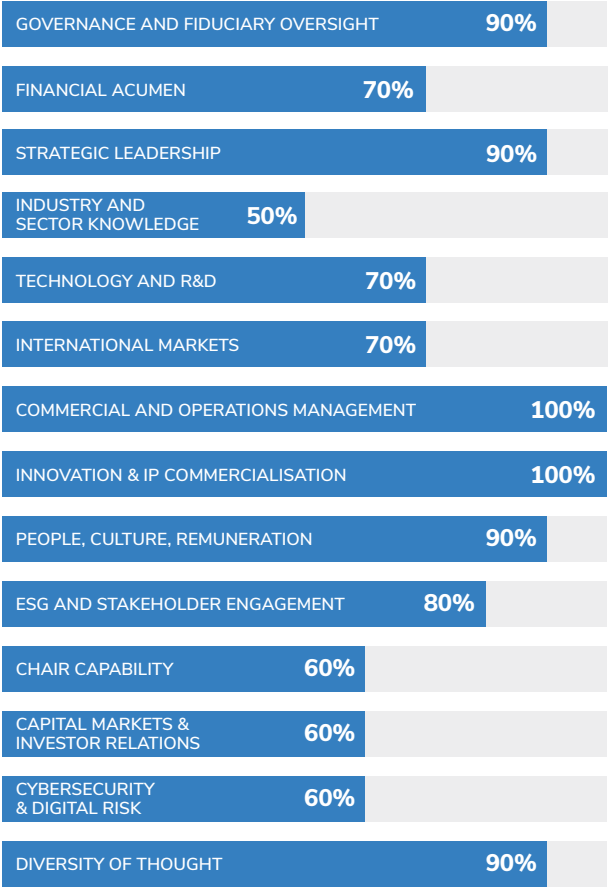 GOVERNANCE AND FIDUCIARY OVERSIGHT 90%
FINANCIAL ACUMEN 70%
STRATEGIC LEADERSHIP 90%
INDUSTRY AND
SECTOR KNOWLEDGE 50%
TECHNOLOGY AND R&D 70%
INTERNATIONAL MARKETS 70%
COMMERCIAL AND OPERATIONS MANAGEMENT 100%
INNOVATION & IP COMMERCIALISATION 100%
PEOPLE, CULTURE, REMUNERATION 90%
ESG AND STAKEHOLDER ENGAGEMENT 80%
CHAIR CAPABILITY 60%
CAPITAL MARKETS &
INVESTOR RELATIONS 60%
CYBERSECURITY
& DIGITAL RISK 60%
DIVERSITY OF THOUGHT 90%